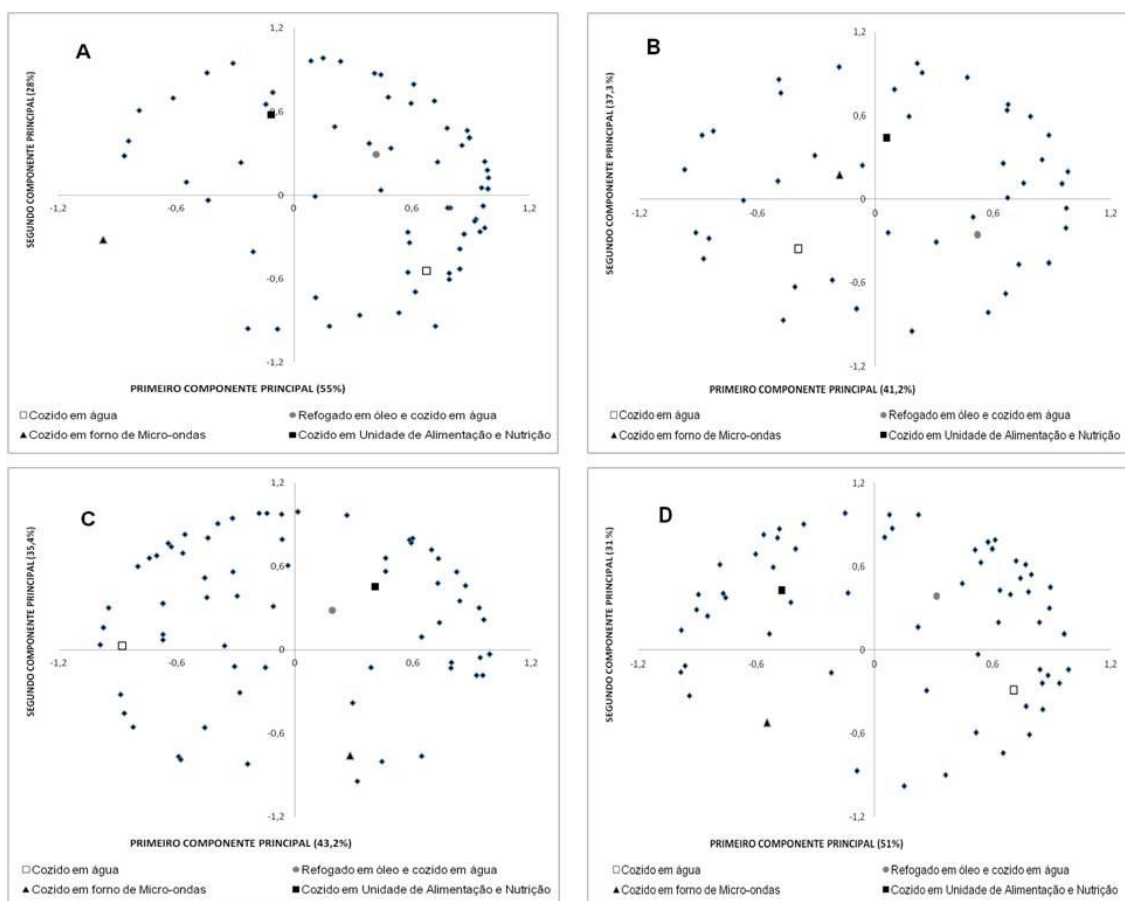 A
SEGUNDO COMPONENTE PRINCIPAL (28%)
1,2
0,6
0
-0,6
-1,2
-1,2
-0,6
0
0,6
1,2
PRIMEIRO COMPONENTE PRINCIPAL (55%)
Cozido em água
Refogado em óleo e cozido em água
Cozido em forno de Micro-ondas
Cozido em Unidade de Alimentação e Nutrição
B
SEGUNDO COMPONENTE PRINCIPAL (37,3 %)
1,2
0,6
0
-0,6
-1,2
-1,2
-0,6
0
0,6
1,2
PRIMEIRO COMPONENTE PRINCIPAL (41,2%)
Cozido em água
Refogado em óleo e cozido em água
Cozido em forno de Micro-ondas
Cozido em Unidade de Alimentação e Nutrição
C
SEGUNDO COMPONENTE PRINCIPAL (35,4%)
1,2
0,6
0
-0,6
-1,2
-1,2
-0,6
0
0,6
1,2
PRIMEIRO COMPONENTE PRINCIPAL (43,2%)
Cozido em água
Refogado em óleo e cozido em água
Cozido em forno de Micro-ondas
Cozido em Unidade de Alimentação e Nutrição
D
SEGUNDO COMPONENTE PRINCIPAL (31 %)
1,2
0,6
0
-0,6
-1,2
-1,2
-0,6
0
0,6
1,2
PRIMEIRO COMPONENTE PRINCIPAL (51%)
Cozido em água
Refogado em óleo e cozido em água
Cozido em forno de Micro-ondas
Cozido em Unidade de Alimentação e Nutrição